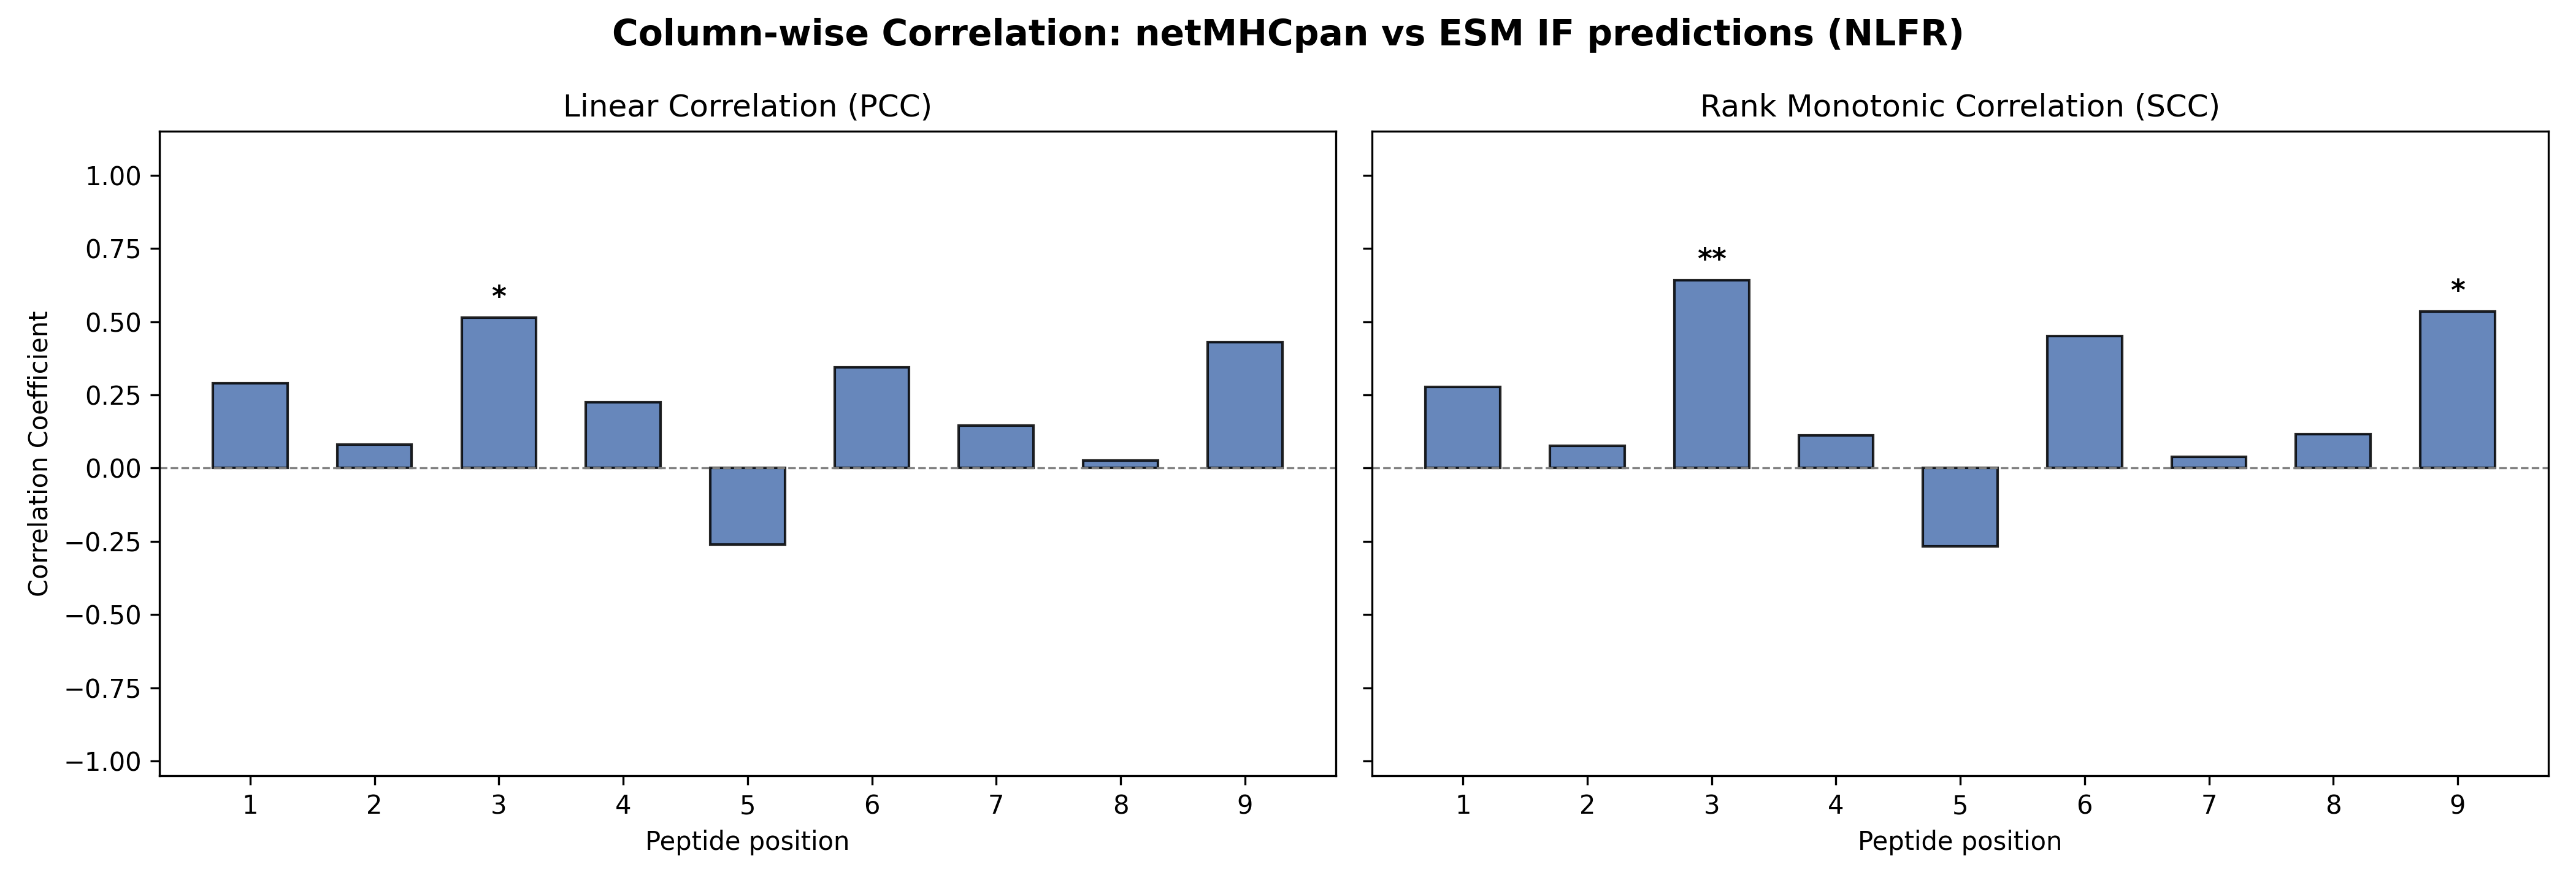 Column-wise Correlation: netMHCpan vs ESM IF predictions (NLFR)
Linear Correlation (PCC)
Correlation Coefficient
1.00
0.75
0.50
0.25
0.00
−0.25
−0.50
−0.75
−1.00
*
1 2 3 4 5 6 7 8 9
Peptide position
Rank Monotonic Correlation (SCC)
**
*
1 2 3 4 5 6 7 8 9
Peptide position